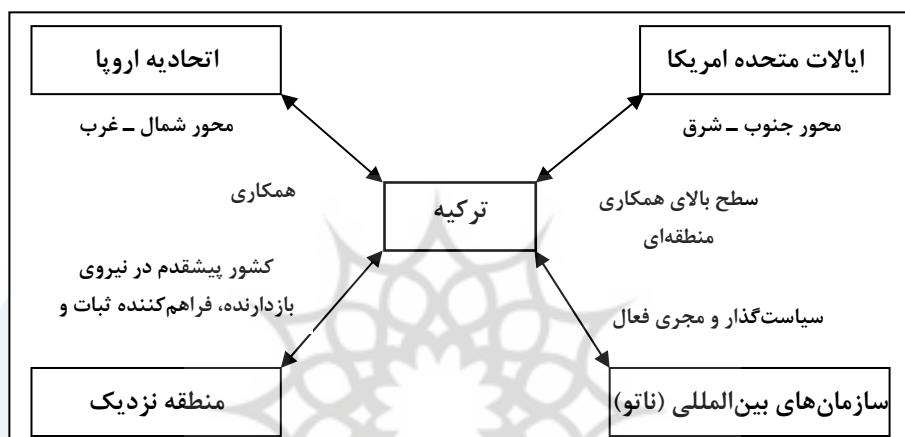 ایالات متحده امریکا
اتحادیه اروپا
محور جنوب ـ شرق
محور شمال ـ غرب
همکاری
ترکیه
سطح بالای همکاری
منطقه‌ای
کشور پیشقدم در نیروی
بازدارنده، فراهم‌کننده ثبات و
سیاست‌گذار و مجری فعال
سازمان‌های بین‌المللی (ناتو)
منطقه نزدیک